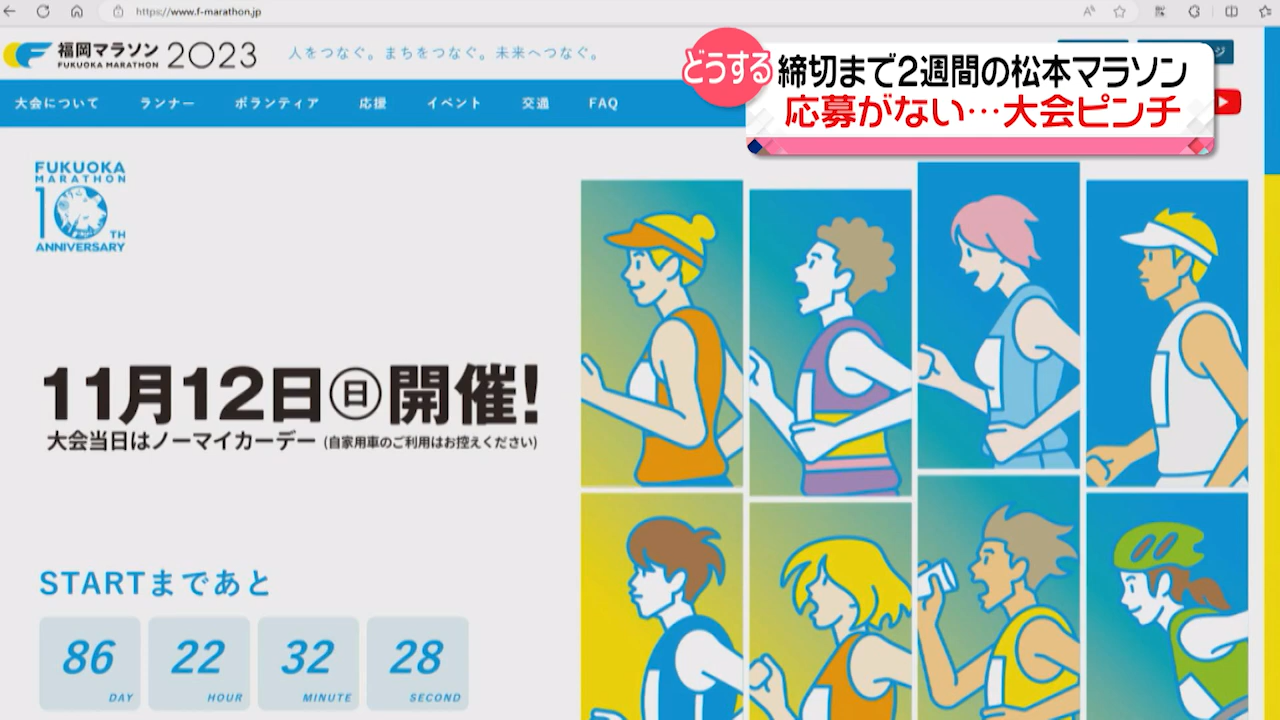 https://www.f-marathon.jp
福岡マラソン
FUKUOKA MARATHON
2023
人をつなぐ。まちをつなぐ。未来へつなぐ。
どうする
締切まで2週間の松本マラソン
応募がない…大会ピンチ
大会について ランナー ボランティア 応援 イベント 交通 FAQ
FUKUOKA
MARATHON
10TH
ANNIVERSARY
11月12日㊐開催!
大会当日はノーマイカーデー (自家用車のご利用はお控えください)
STARTまであと
86 DAY
22 HOUR
32 MINUTE
28 SECOND